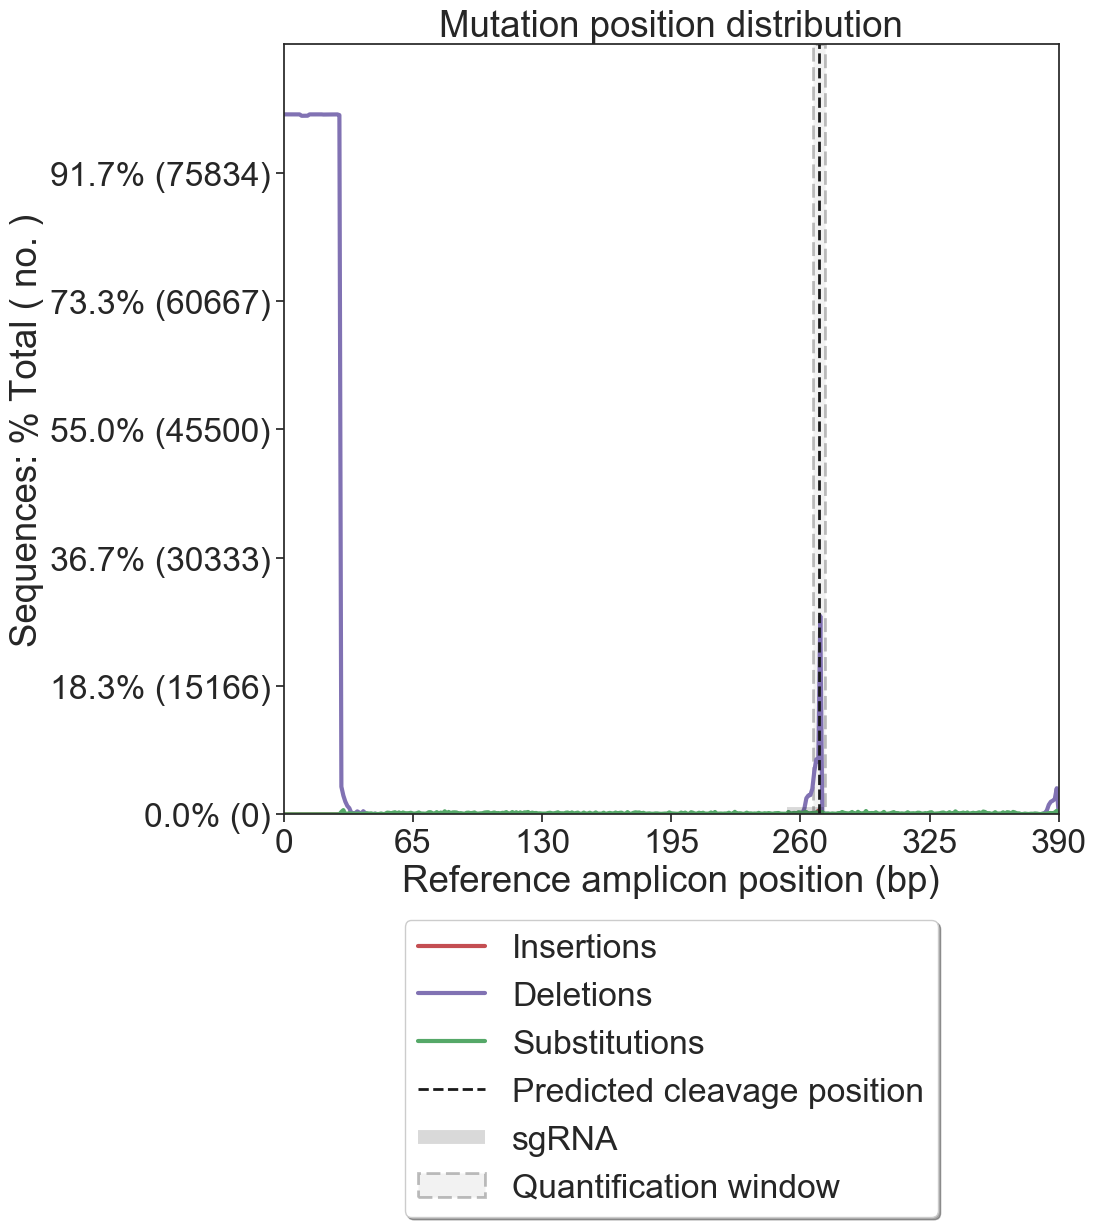 Mutation position distribution
Sequences: % Total ( no. )
91.7% (75834)
73.3% (60667)
55.0% (45500)
36.7% (30333)
18.3% (15166)
0.0% (0)
0 65 130 195 260 325 390
Reference amplicon position (bp)
Insertions
Deletions
Substitutions
Predicted cleavage position
sgRNA
Quantification window